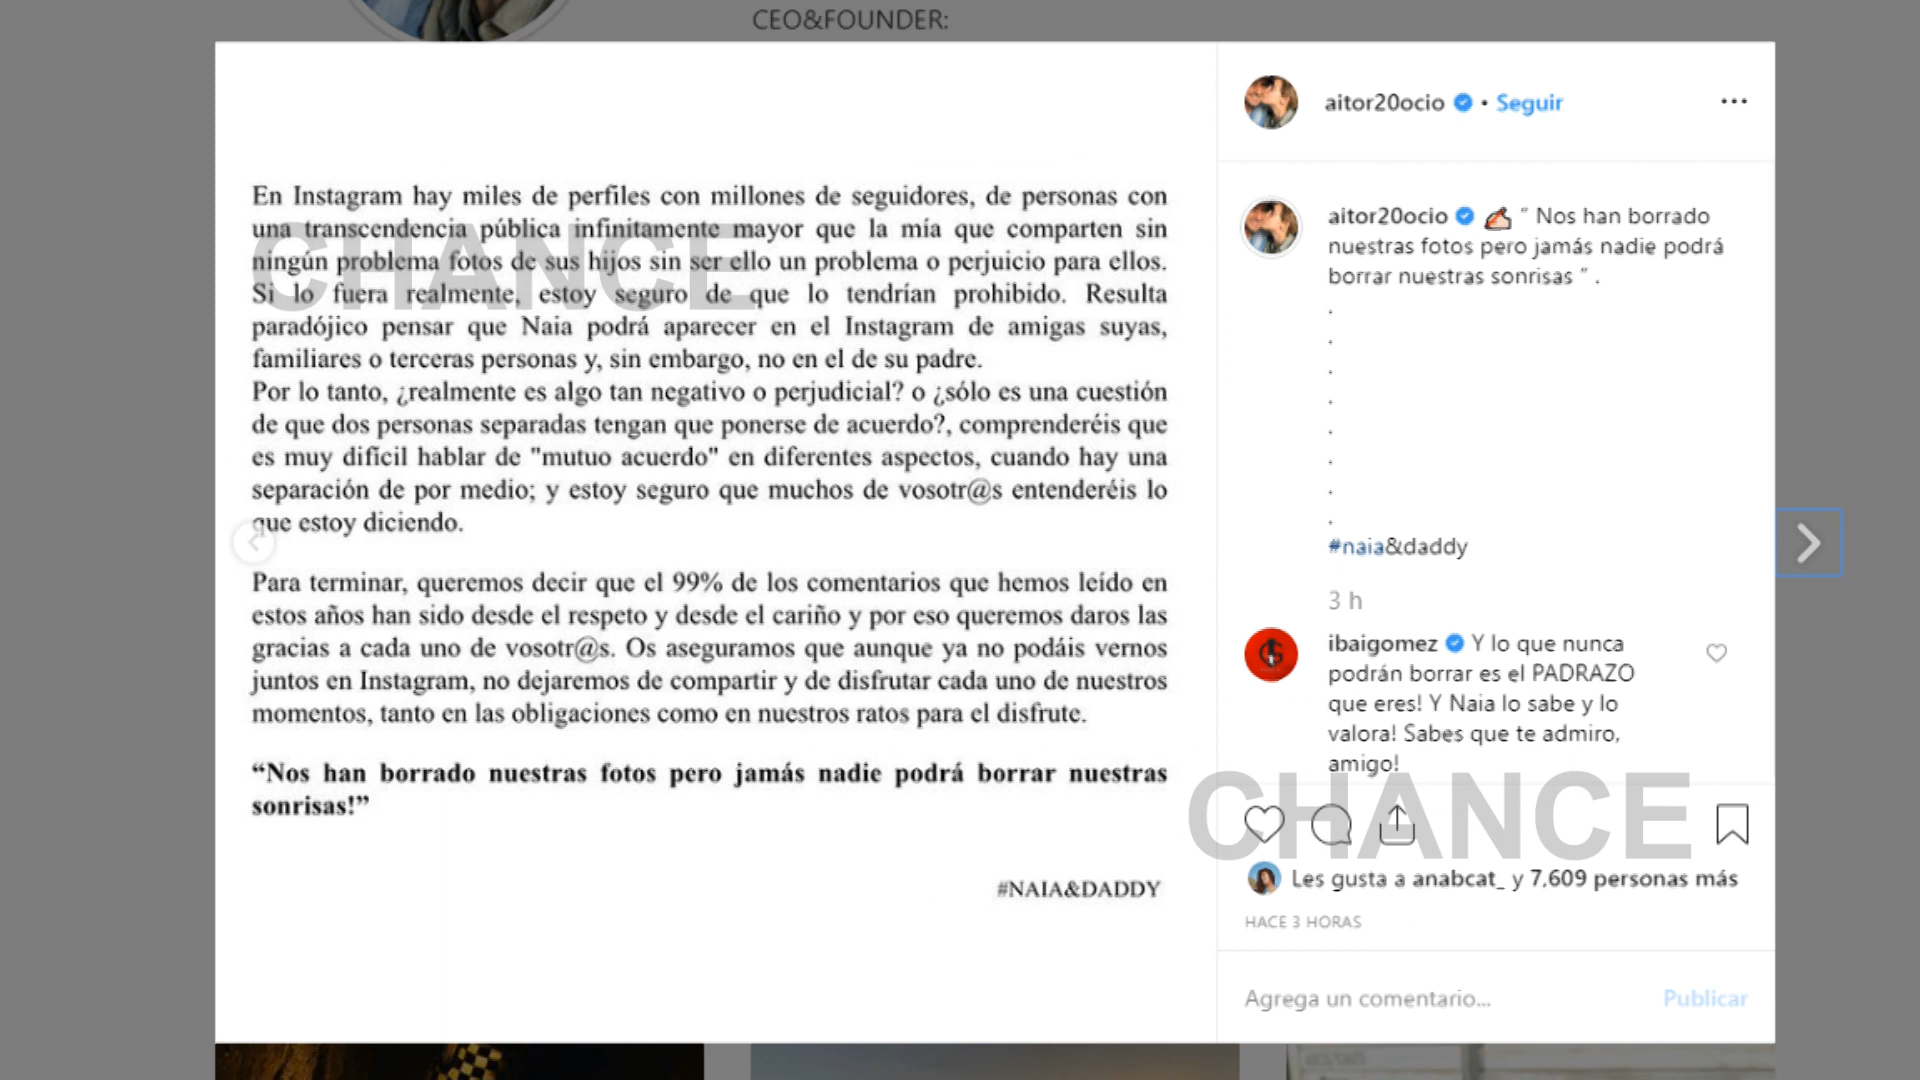 CEO&FOUNDER:
En Instagram hay miles de perfiles con millones de seguidores, de personas con
una transcendencia pública infinitamente mayor que la mía que comparten sin
ningún problema fotos de sus hijos sin ser ello un problema o perjuicio para ellos.
Si lo fuera realmente, estoy seguro de que lo tendrían prohibido. Resulta
paradójico pensar que Naia podrá aparecer en el Instagram de amigas suyas,
familiares o terceras personas y, sin embargo, no en el de su padre.
Por lo tanto, ¿realmente es algo tan negativo o perjudicial? o ¿sólo es una cuestión
de que dos personas separadas tengan que ponerse de acuerdo?, comprenderéis que
es muy difícil hablar de "mutuo acuerdo" en diferentes aspectos, cuando hay una
separación de por medio; y estoy seguro que muchos de vosotr@s entenderéis lo
que estoy diciendo.
Para terminar, queremos decir que el 99% de los comentarios que hemos leído en
estos años han sido desde el respeto y desde el cariño y por eso queremos daros las
gracias a cada uno de vosotr@s. Os aseguramos que aunque ya no podáis vernos
juntos en Instagram, no dejaremos de compartir y de disfrutar cada uno de nuestros
momentos, tanto en las obligaciones como en nuestros ratos para el disfrute.
“Nos han borrado nuestras fotos pero jamás nadie podrá borrar nuestras
sonrisas!”
#NAIA&DADDY
CHANCE
aitor20ocio • Seguir
aitor20ocio ✍ “ Nos han borrado
nuestras fotos pero jamás nadie podrá
borrar nuestras sonrisas ” .
.
.
.
.
.
.
.
.
#naia&daddy
3 h
ibaigomez Y lo que nunca
podrán borrar es el PADRAZO
que eres! Y Naia lo sabe y lo
valora! Sabes que te admiro,
amigo!
CHANCE
Les gusta a anabcat_ y 7,609 personas más
HACE 3 HORAS
Agrega un comentario... Publicar